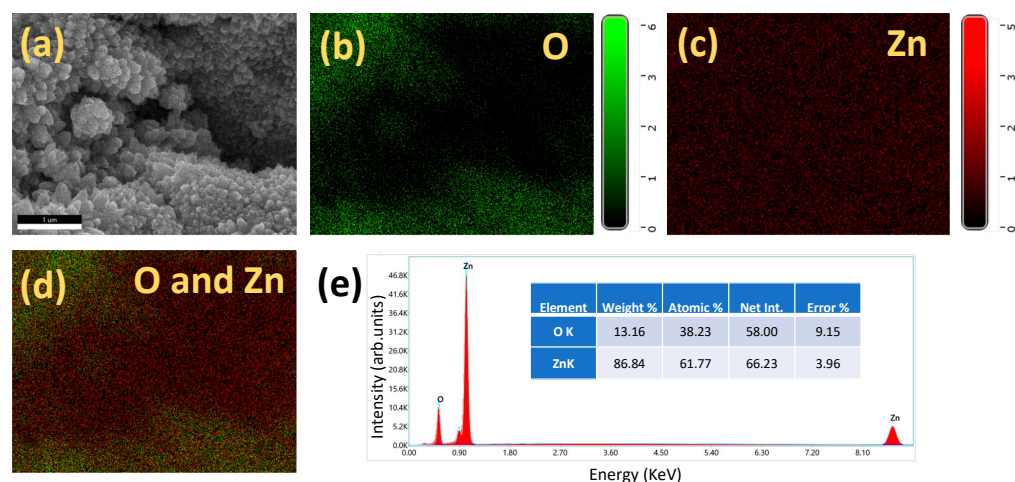 (a)
1 um
(b)
O
6
3
2
1
0
(c)
Zn
5
4
3
2
1
0
(d)
O and Zn
(e)
Intensity (arb.units)
46.8K
41.6K
36.4K
31.2K
26.0K
20.8K
15.6K
10.4K
5.2K
0.0K
Zn
O
Zn
Element Weight % Atomic % Net Int. Error %
O K 13.16 38.23 58.00 9.15
ZnK 86.84 61.77 66.23 3.96
0.00 0.90 1.80 2.70 3.60 4.50 5.40 6.30 7.20 8.10
Energy (KeV)